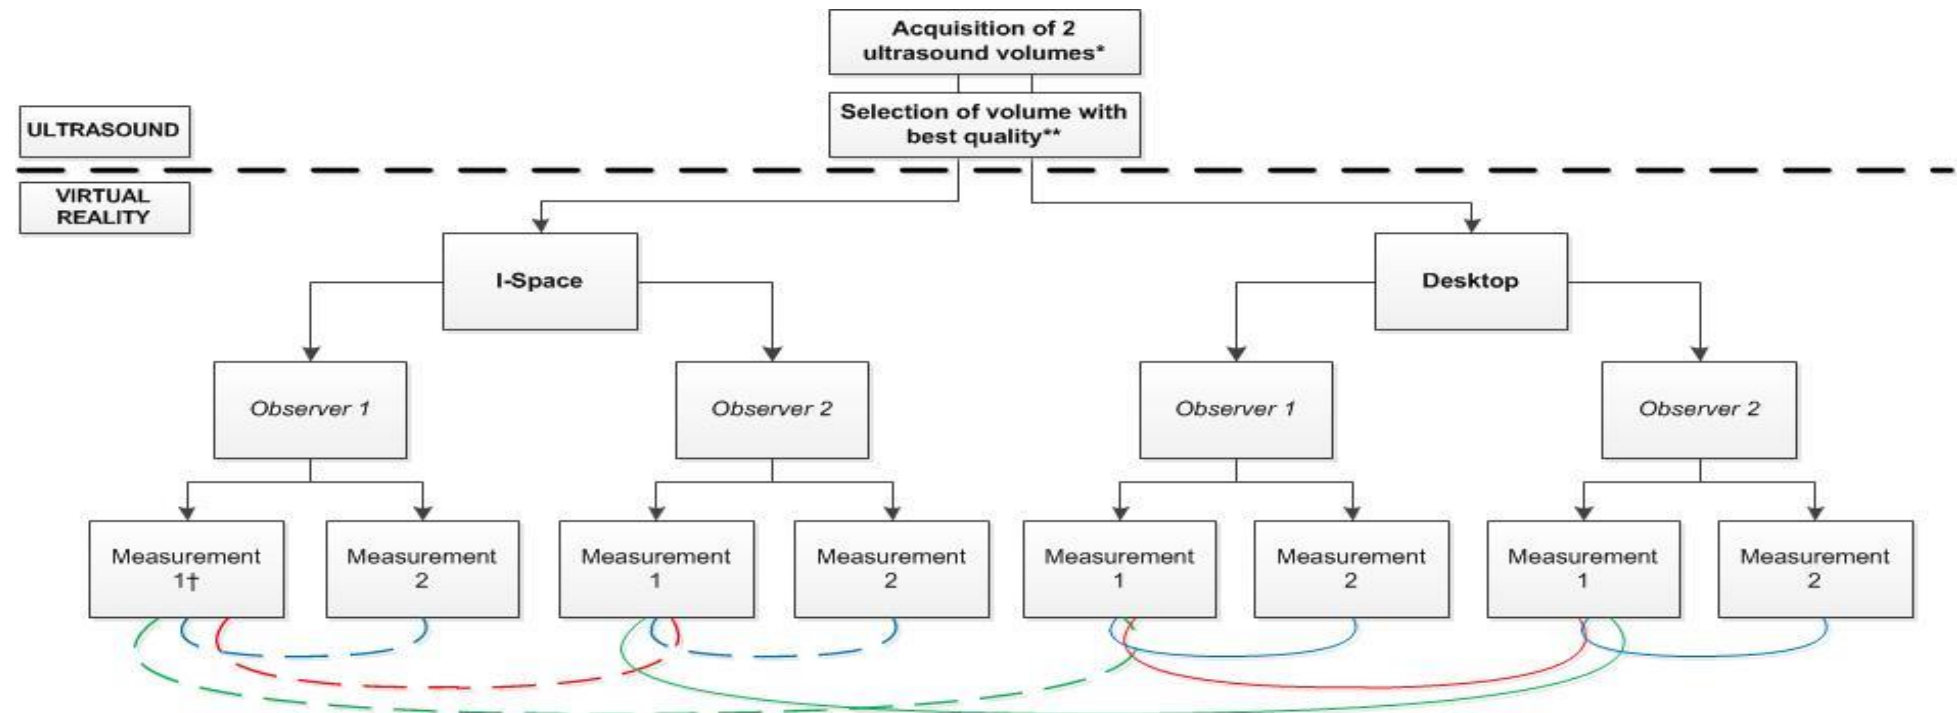 Acquisition of 2
ultrasound volumes*
Selection of volume with
best quality**
ULTRASOUND
VIRTUAL
REALITY
I-Space
Desktop
Observer 1
Observer 2
Observer 1
Observer 2
Measurement
1†
Measurement
2
Measurement
1
Measurement
2
Measurement
1
Measurement
2
Measurement
1
Measurement
2